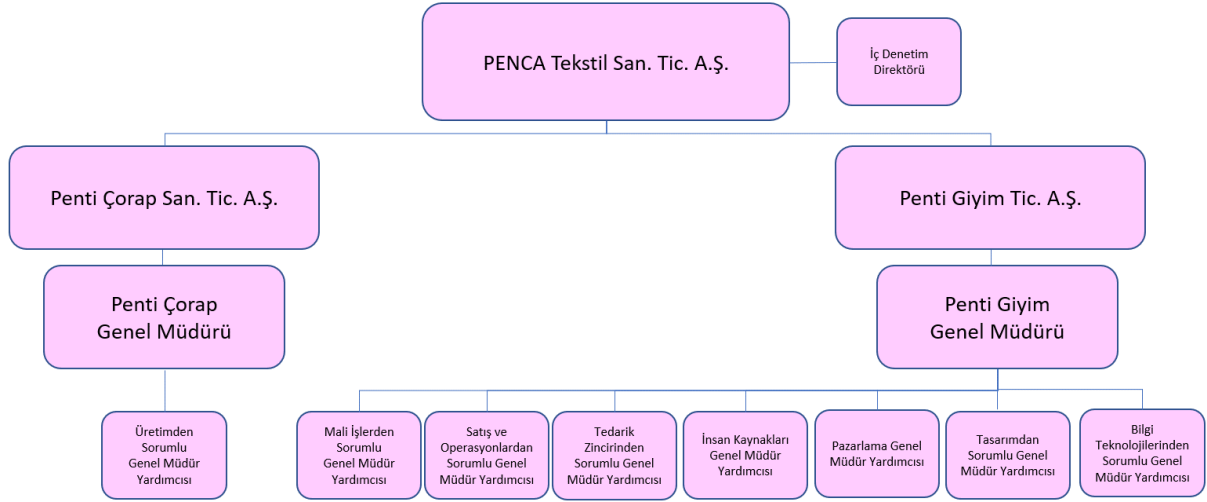 PENCA Tekstil San. Tic. A.Ş.
İç Denetim
Direktörü
Penti Çorap San. Tic. A.Ş.
Penti Giyim Tic. A.Ş.
Penti Çorap
Genel Müdürü
Penti Giyim
Genel Müdürü
Üretimden
Sorumlu
Genel Müdür
Yardımcısı
Mali İşlerden
Sorumlu
Genel Müdür
Yardımcısı
Satış ve
Operasyonlardan
Sorumlu Genel
Müdür Yardımcısı
Tedarik
Zincirinden
Sorumlu Genel
Müdür Yardımcısı
İnsan Kaynakları
Genel Müdür
Yardımcısı
Pazarlama Genel
Müdür Yardımcısı
Tasarımdan
Sorumlu Genel
Müdür Yardımcısı
Bilgi
Teknolojilerinden
Sorumlu Genel
Müdür Yardımcısı